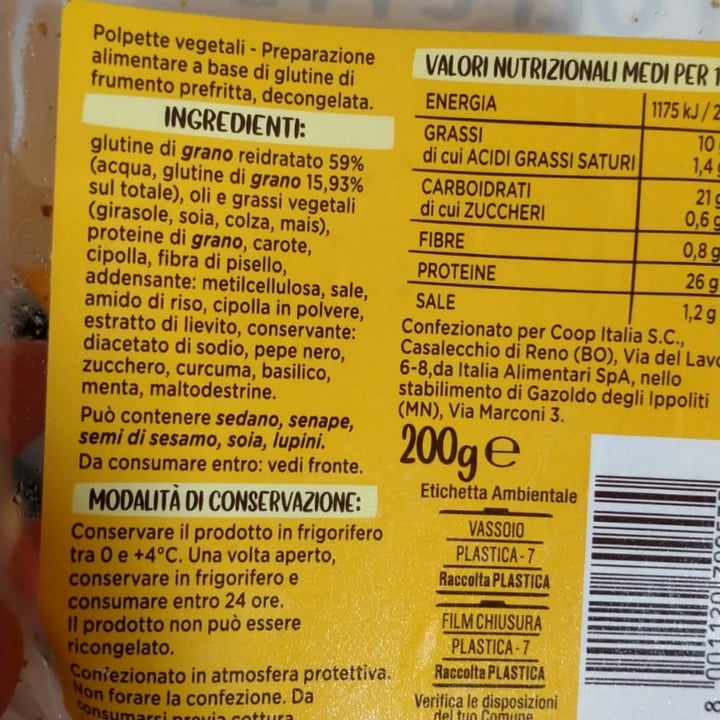 Polpette vegetali - Preparazione
alimentare a base di glutine di
frumento prefritta, decongelata.
INGREDIENTI:
glutine di grano reidratato 59%
(acqua, glutine di grano 15,93%
sul totale), oli e grassi vegetali
(girasole, soia, colza, mais),
proteine di grano, carote,
cipolla, fibra di pisello,
addensante: metilcellulosa, sale,
amido di riso, cipolla in polvere,
estratto di lievito, conservante:
diacetato di sodio, pepe nero,
zucchero, curcuma, basilico,
menta, maltodestrine.
Può contenere sedano, senape,
semi di sesamo, soia, lupini.
Da consumare entro: vedi fronte.
MODALITÀ DI CONSERVAZIONE:
Conservare il prodotto in frigorifero
tra 0 e +4°C. Una volta aperto,
conservare in frigorifero e
consumare entro 24 ore.
Il prodotto non può essere
ricongelato.
Confezionato in atmosfera protettiva.
Non forare la confezione. Da
consumarsi previa cottura
VALORI NUTRIZIONALI MEDI PER 1
ENERGIA 1175 kJ / 2
GRASSI 10
di cui ACIDI GRASSI SATURI 1,4
CARBOIDRATI 21 g
di cui ZUCCHERI 0,6 g
FIBRE 0,8 g
PROTEINE 26 g
SALE 1,2 g
Confezionato per Coop Italia S.C.,
Casalecchio di Reno (BO), Via del Lavo
6-8,da Italia Alimentari SpA, nello
stabilimento di Gazoldo degli Ippoliti
(MN), Via Marconi 3.
200g e
Etichetta Ambientale
VASSOIO
PLASTICA - 7
Raccolta PLASTICA
FILM CHIUSURA
PLASTICA - 7
Raccolta PLASTICA
Verifica le disposizioni
del tuo Comune